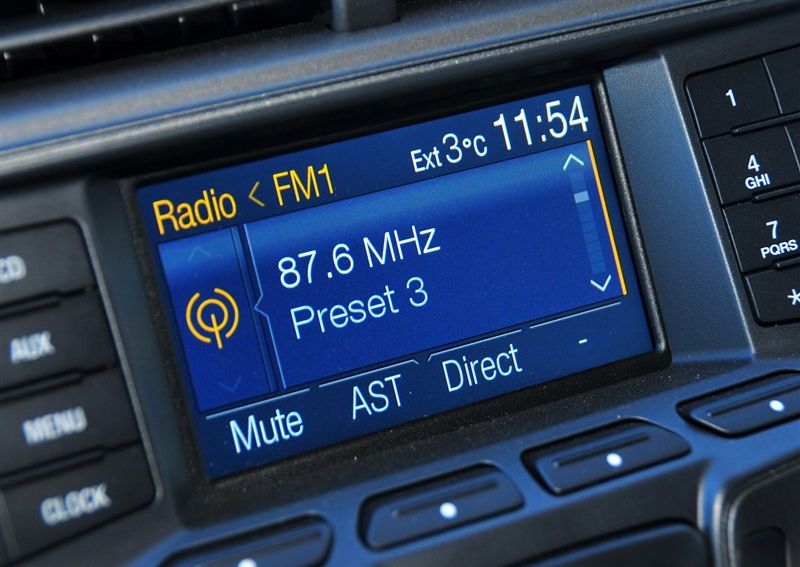 Radio < FM1
Ext 3°C 11:54
87.6 MHz
Preset 3
Mute AST Direct -
CD
AUX
MENU
CLOCK
1
4
GHI
7
PQRS
*